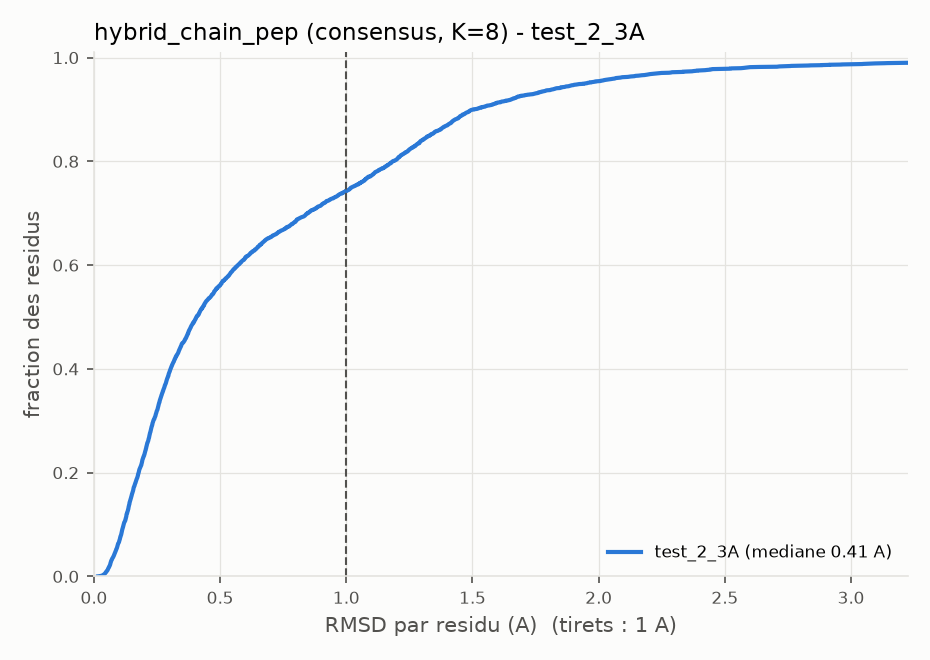 hybrid_chain_pep (consensus, K=8) - test_2_3A
1.0
0.8
0.6
0.4
0.2
0.0
fraction des residus
test_2_3A (mediane 0.41 A)
0.0 0.5 1.0 1.5 2.0 2.5 3.0
RMSD par residu (A) (tirets : 1 A)